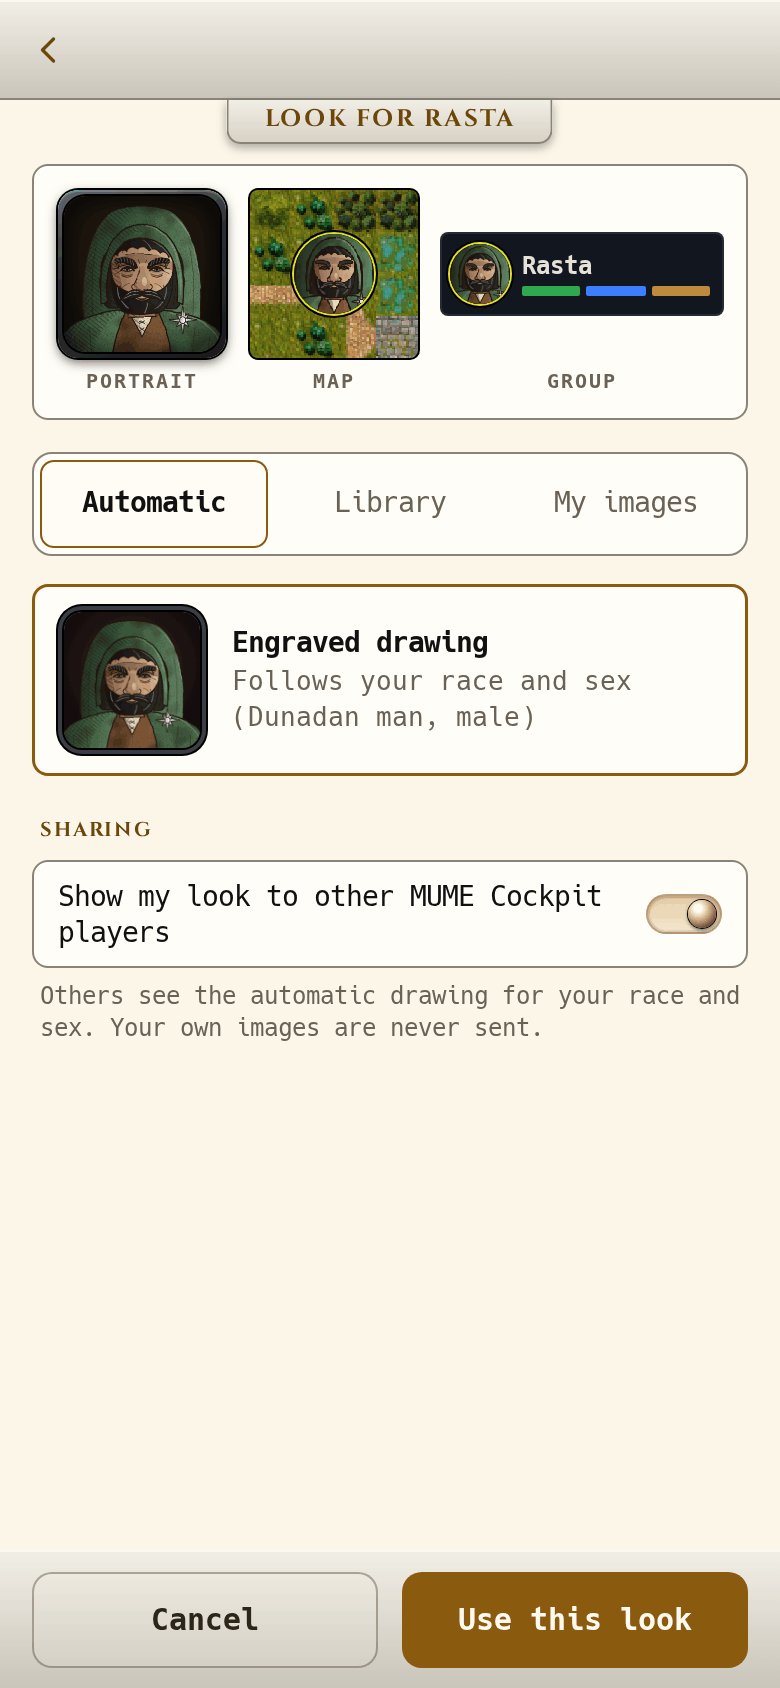 LOOK FOR RASTA
Rasta
PORTRAIT
MAP
GROUP
Automatic
Library
My images
Engraved drawing
Follows your race and sex
(Dunadan man, male)
SHARING
Show my look to other MUME Cockpit
players
Others see the automatic drawing for your race and
sex. Your own images are never sent.
Cancel
Use this look